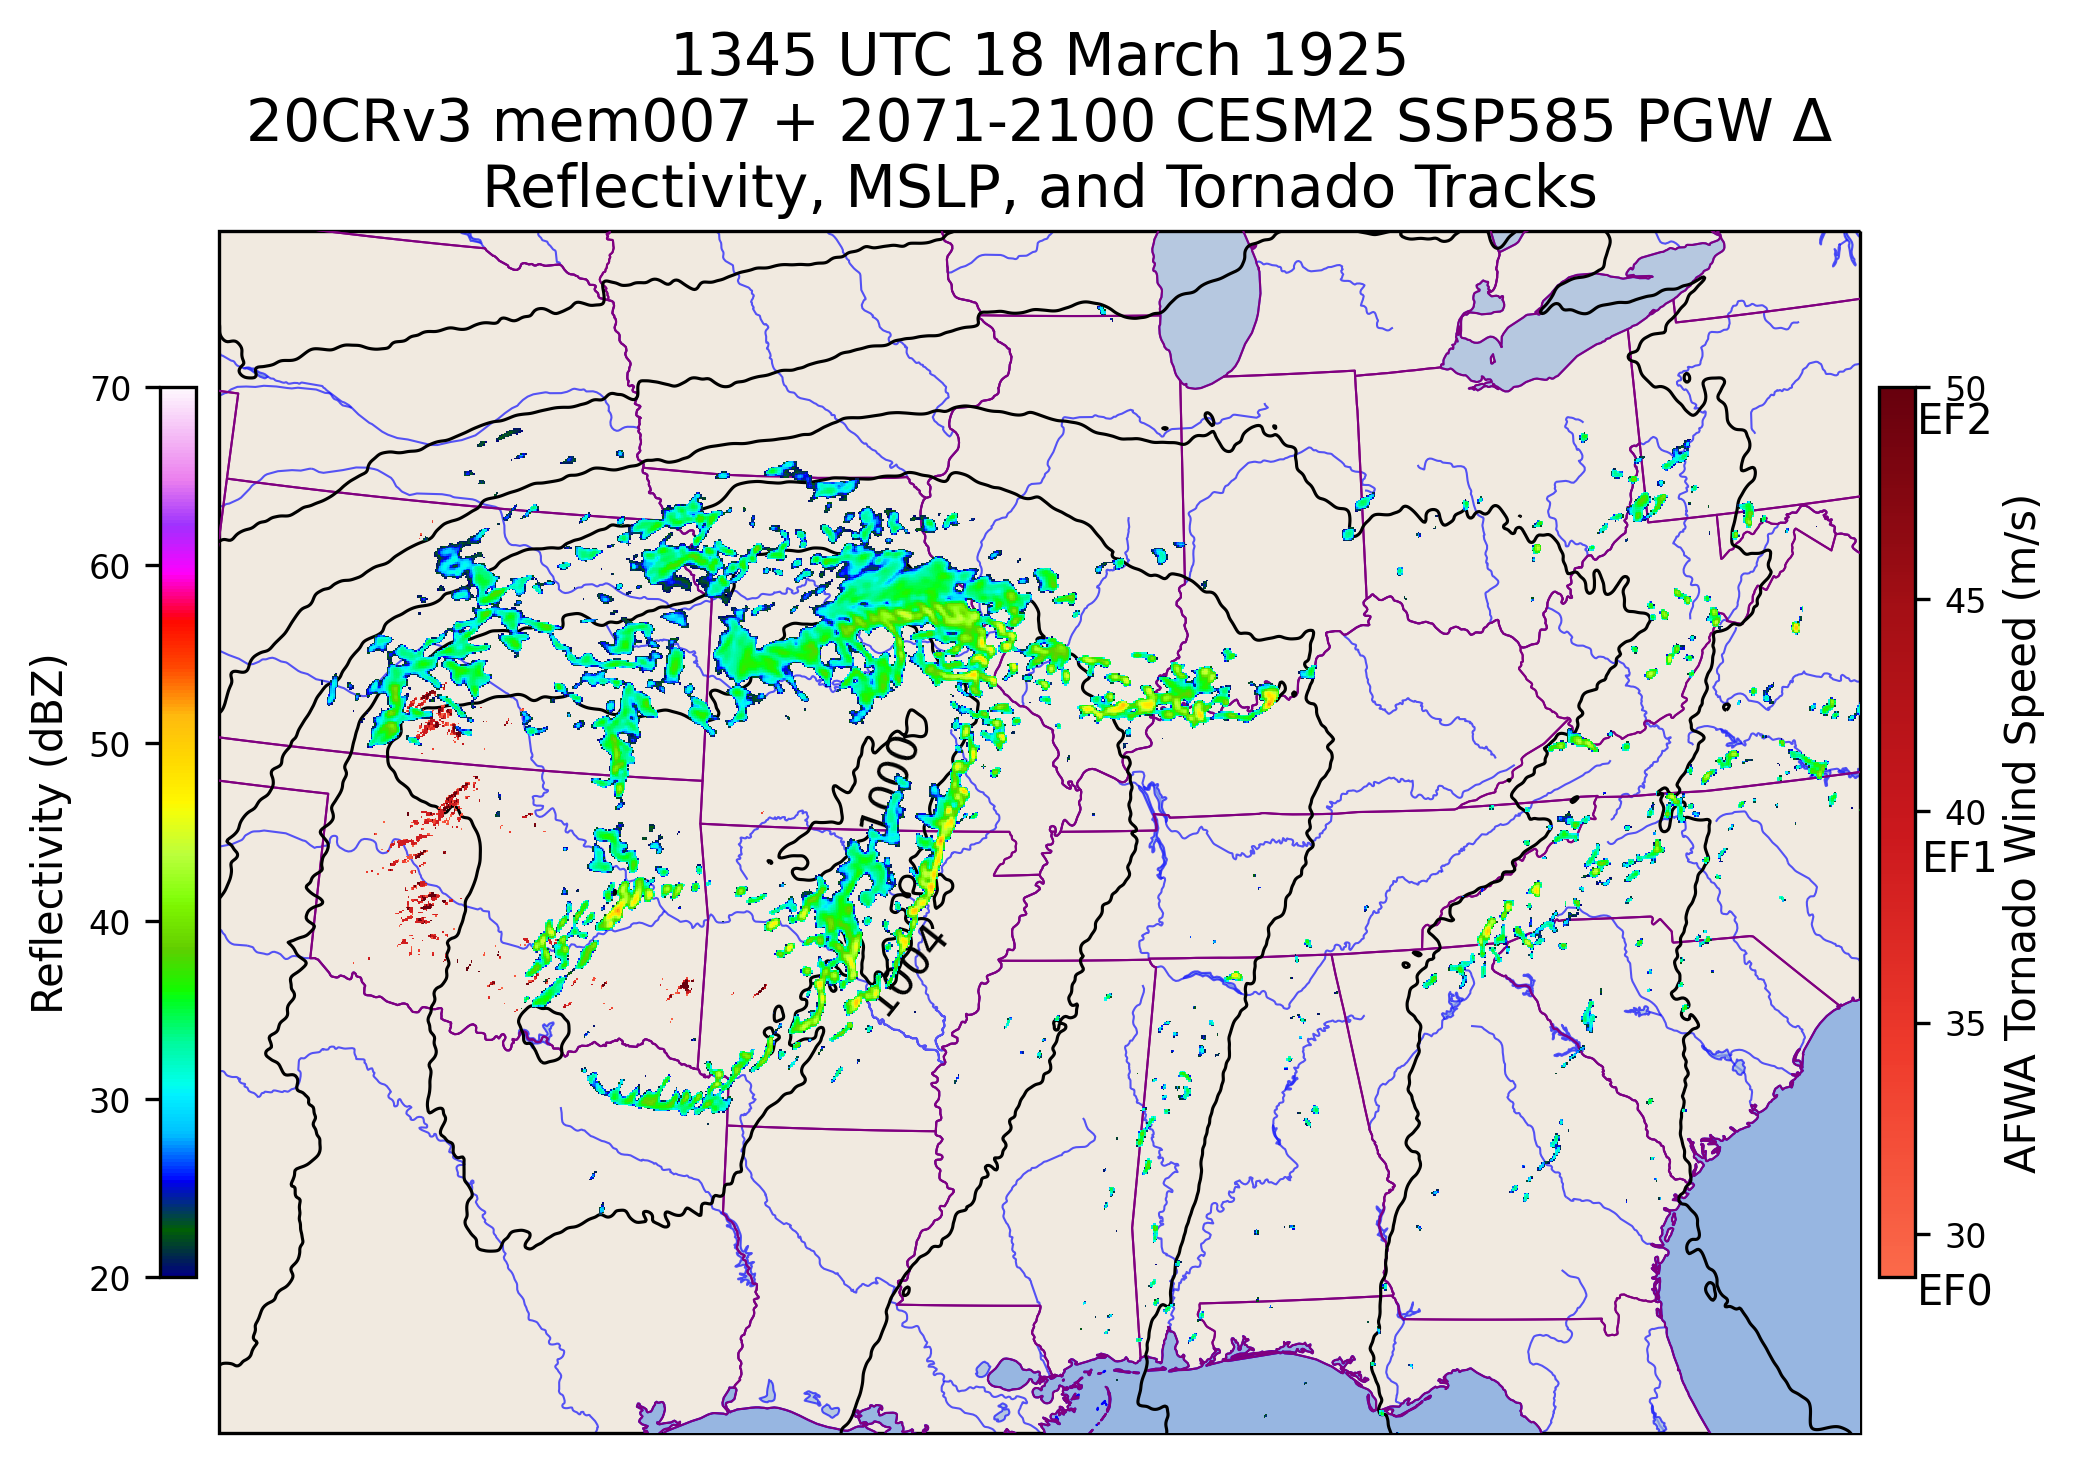 1345 UTC 18 March 1925
20CRv3 mem007 + 2071-2100 CESM2 SSP585 PGW Δ
Reflectivity, MSLP, and Tornado Tracks
70
60
50
40
30
20
Reflectivity (dBZ)
1000
1004
50
EF2
45
40
EF1
35
30
EF0
AFWA Tornado Wind Speed (m/s)